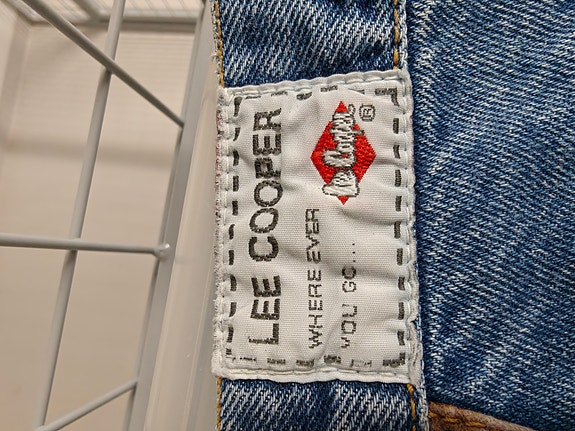 LEE COOPER
Lee Cooper ®
WHERE EVER
YOU GO...